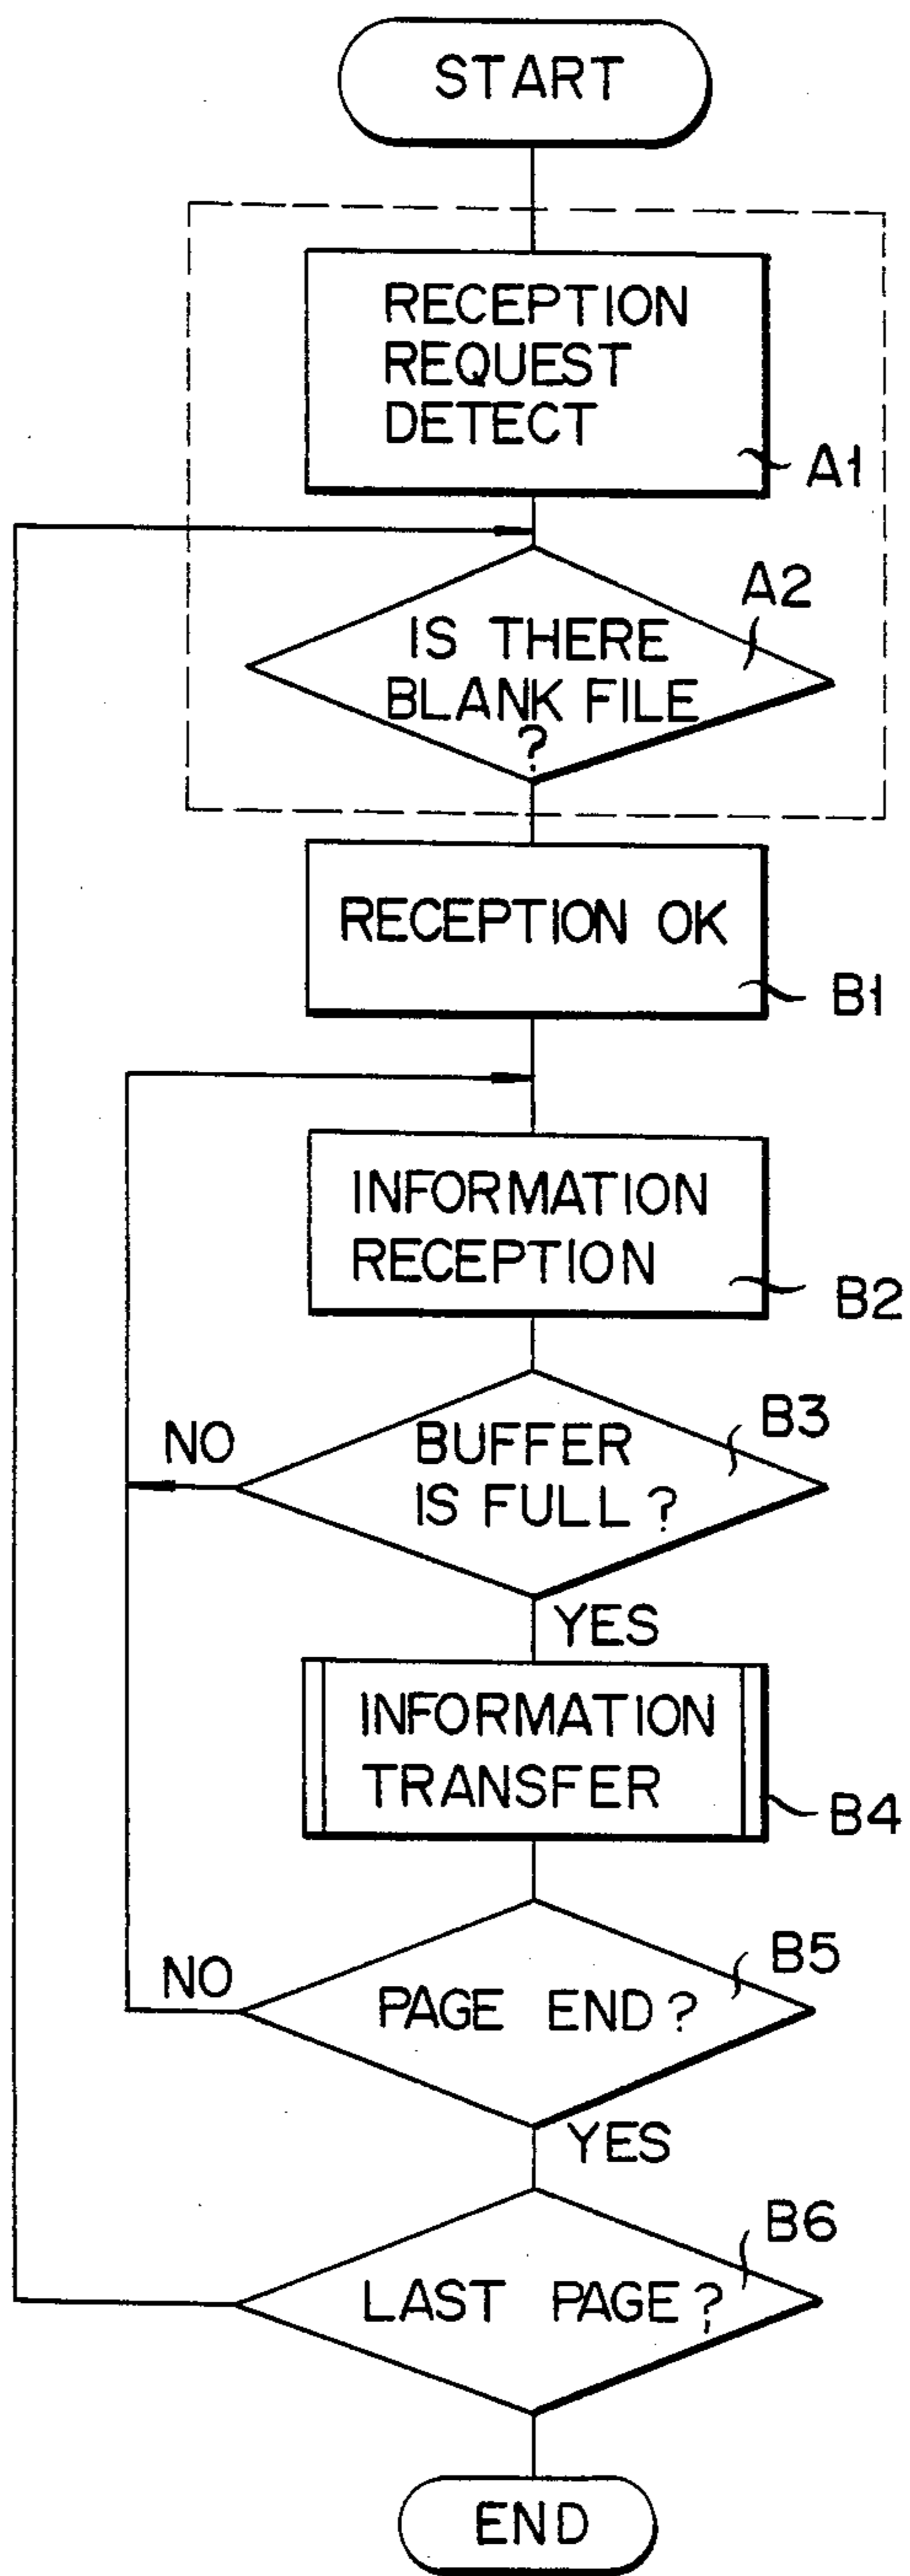 START
RECEPTION
REQUEST
DETECT
A1
A2
IS THERE
BLANK FILE
?
RECEPTION OK
B1
INFORMATION
RECEPTION
B2
B3
NO
BUFFER
IS FULL?
YES
INFORMATION
TRANSFER
B4
B5
NO
PAGE END?
YES
B6
LAST PAGE?
END